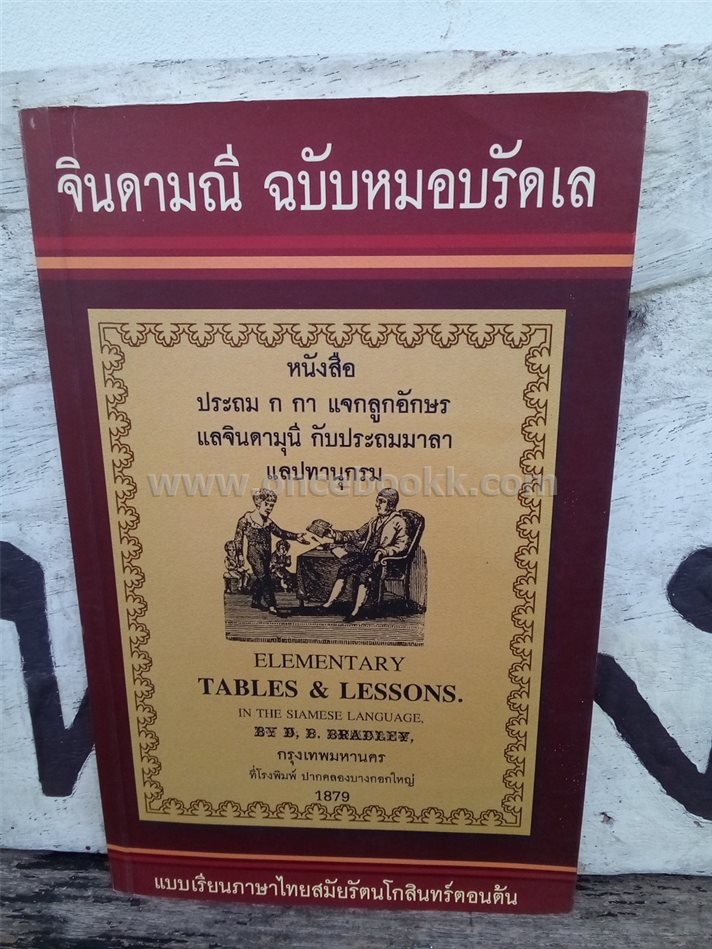 จินดามณี ฉบับหมอบรัดเล
หนังสือ
ประถม ก กา แจกลูกอักษร
แลจินดามุนี กับประถมมาลา
แลปทานุกรม
www.oncebookk.com
ELEMENTARY
TABLES & LESSONS.
IN THE SIAMESE LANGUAGE,
BY D, B. BRADLEY,
กรุงเทพมหานคร
ที่โรงพิมพ์ ปากคลองบางกอกใหญ่
1879
แบบเรียนภาษาไทยสมัยรัตนโกสินทร์ตอนต้น